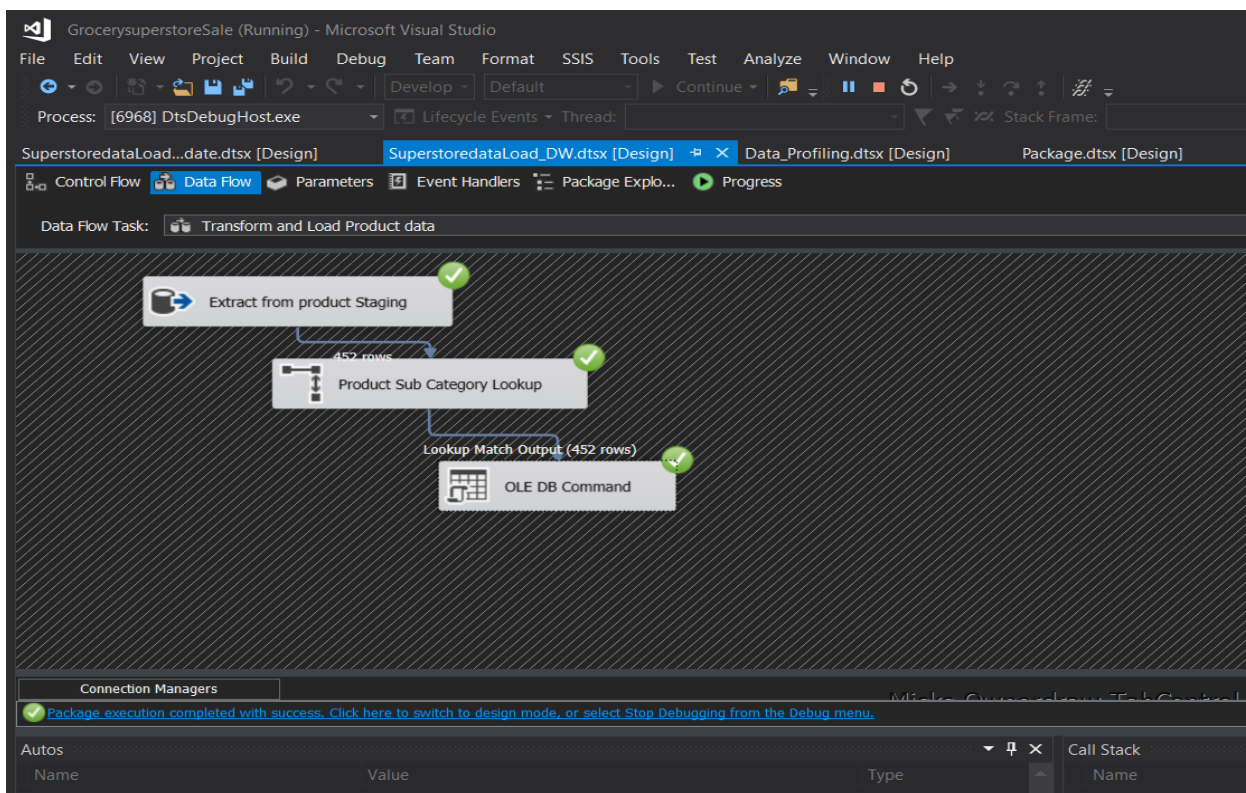 GrocerysuperstoreSale (Running) - Microsoft Visual Studio
File Edit View Project Build Debug Team Format SSIS Tools Test Analyze Window Help
Develop Default Continue
Process: [6968] DtsDebugHost.exe Lifecycle Events Thread: Stack Frame:
SuperstoredataLoad...date.dtsx [Design] SuperstoredataLoad_DW.dtsx [Design] Data_Profiling.dtsx [Design] Package.dtsx [Design]
Control Flow Data Flow Parameters Event Handlers Package Explo... Progress
Data Flow Task: Transform and Load Product data
Extract from product Staging
452 rows
Product Sub Category Lookup
Lookup Match Output (452 rows)
OLE DB Command
Connection Managers
Package execution completed with success. Click here to switch to design mode, or select Stop Debugging from the Debug menu.
Autos Call Stack
Name Value Type Name